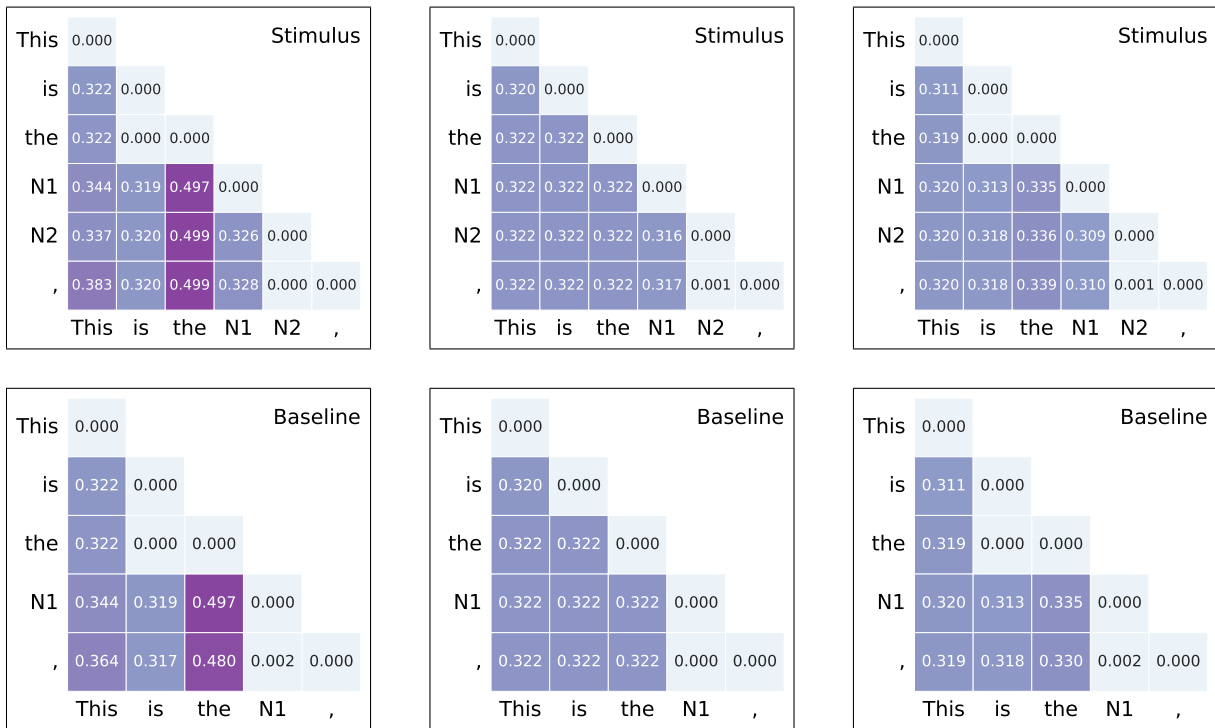 Stimulus
This 0.000
is 0.322 0.000
the 0.322 0.000 0.000
N1 0.344 0.319 0.497 0.000
N2 0.337 0.320 0.499 0.326 0.000
, 0.383 0.320 0.499 0.328 0.000 0.000
This is the N1 N2 ,
Stimulus
This 0.000
is 0.320 0.000
the 0.322 0.322 0.000
N1 0.322 0.322 0.322 0.000
N2 0.322 0.322 0.322 0.316 0.000
, 0.322 0.322 0.322 0.317 0.001 0.000
This is the N1 N2 ,
Stimulus
This 0.000
is 0.311 0.000
the 0.319 0.000 0.000
N1 0.320 0.313 0.335 0.000
N2 0.320 0.318 0.336 0.309 0.000
, 0.320 0.318 0.339 0.310 0.001 0.000
This is the N1 N2 ,
Baseline
This 0.000
is 0.322 0.000
the 0.322 0.000 0.000
N1 0.344 0.319 0.497 0.000
, 0.364 0.317 0.480 0.002 0.000
This is the N1 ,
Baseline
This 0.000
is 0.320 0.000
the 0.322 0.322 0.000
N1 0.322 0.322 0.322 0.000
, 0.322 0.322 0.322 0.000 0.000
This is the N1 ,
Baseline
This 0.000
is 0.311 0.000
the 0.319 0.000 0.000
N1 0.320 0.313 0.335 0.000
, 0.319 0.318 0.330 0.002 0.000
This is the N1 ,